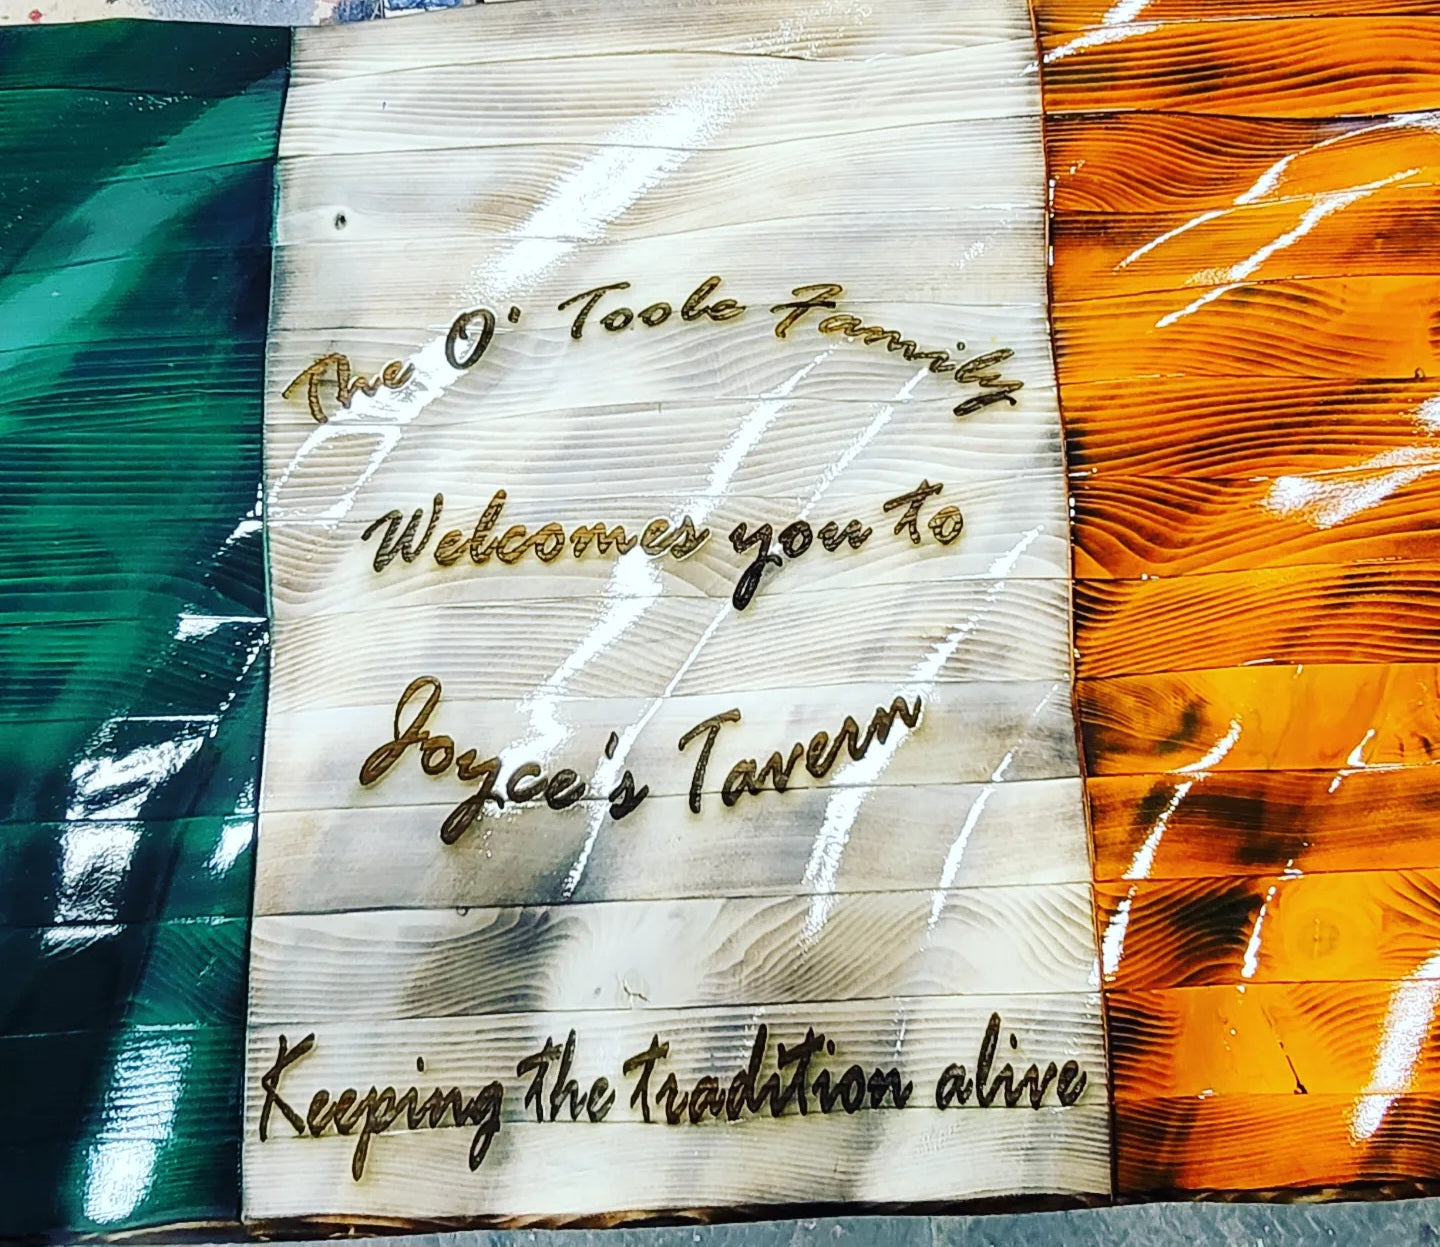 The O' Toole Family
Welcomes you to
Joyce's Tavern
Keeping the tradition alive